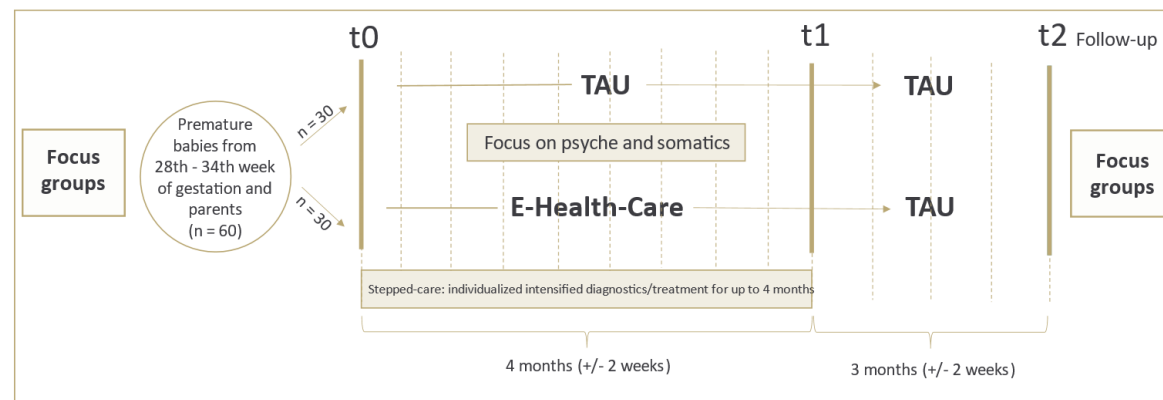 t0
t1
t2 Follow-up
Focus
groups
Premature
babies from
28th - 34th week
of gestation and
parents
(n = 60)
n = 30
n = 30
TAU
TAU
Focus on psyche and somatics
E-Health-Care
TAU
Stepped-care: individualized intensified diagnostics/treatment for up to 4 months
4 months (+/- 2 weeks)
3 months (+/- 2 weeks)
Focus
groups